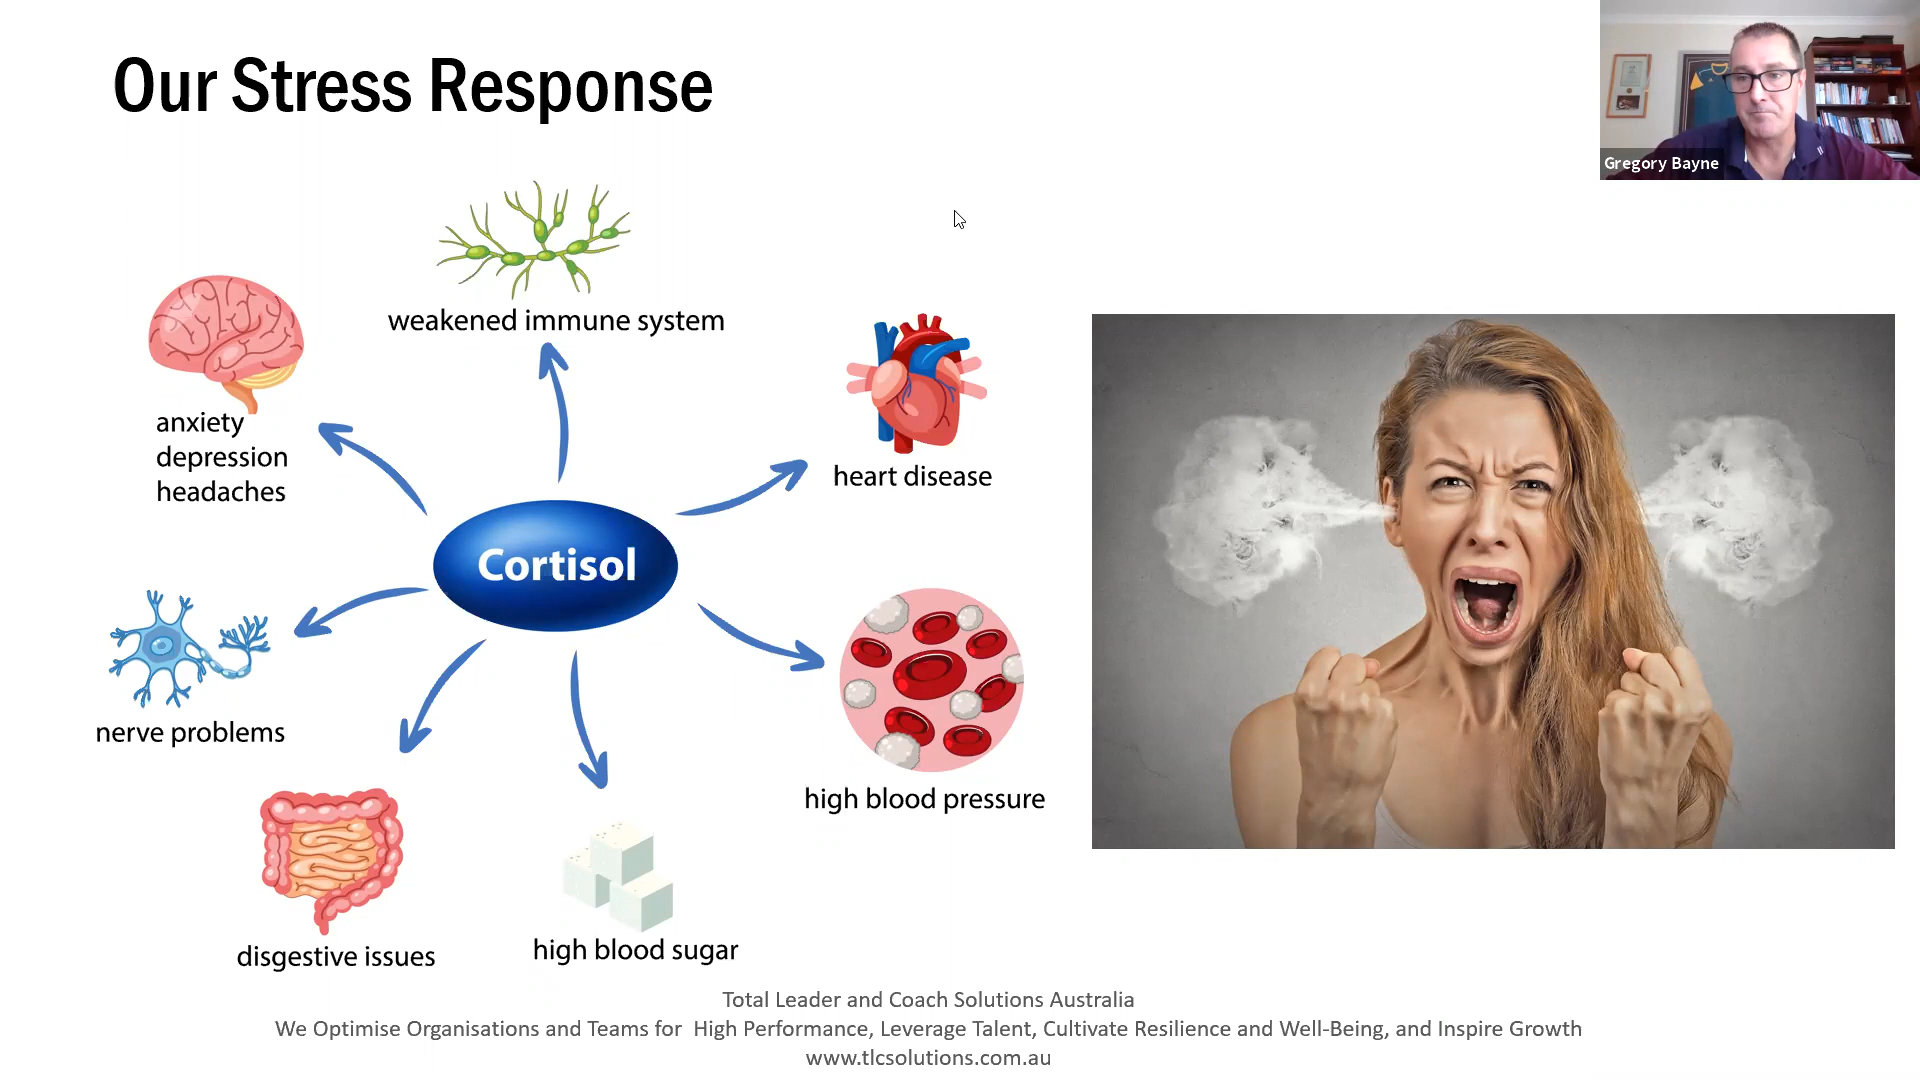 Our Stress Response
Gregory Bayne
weakened immune system
anxiety
depression
headaches
heart disease
Cortisol
nerve problems
high blood pressure
disgestive issues
high blood sugar
Total Leader and Coach Solutions Australia
We Optimise Organisations and Teams for  High Performance, Leverage Talent, Cultivate Resilience and Well-Being, and Inspire Growth
www.tlcsolutions.com.au